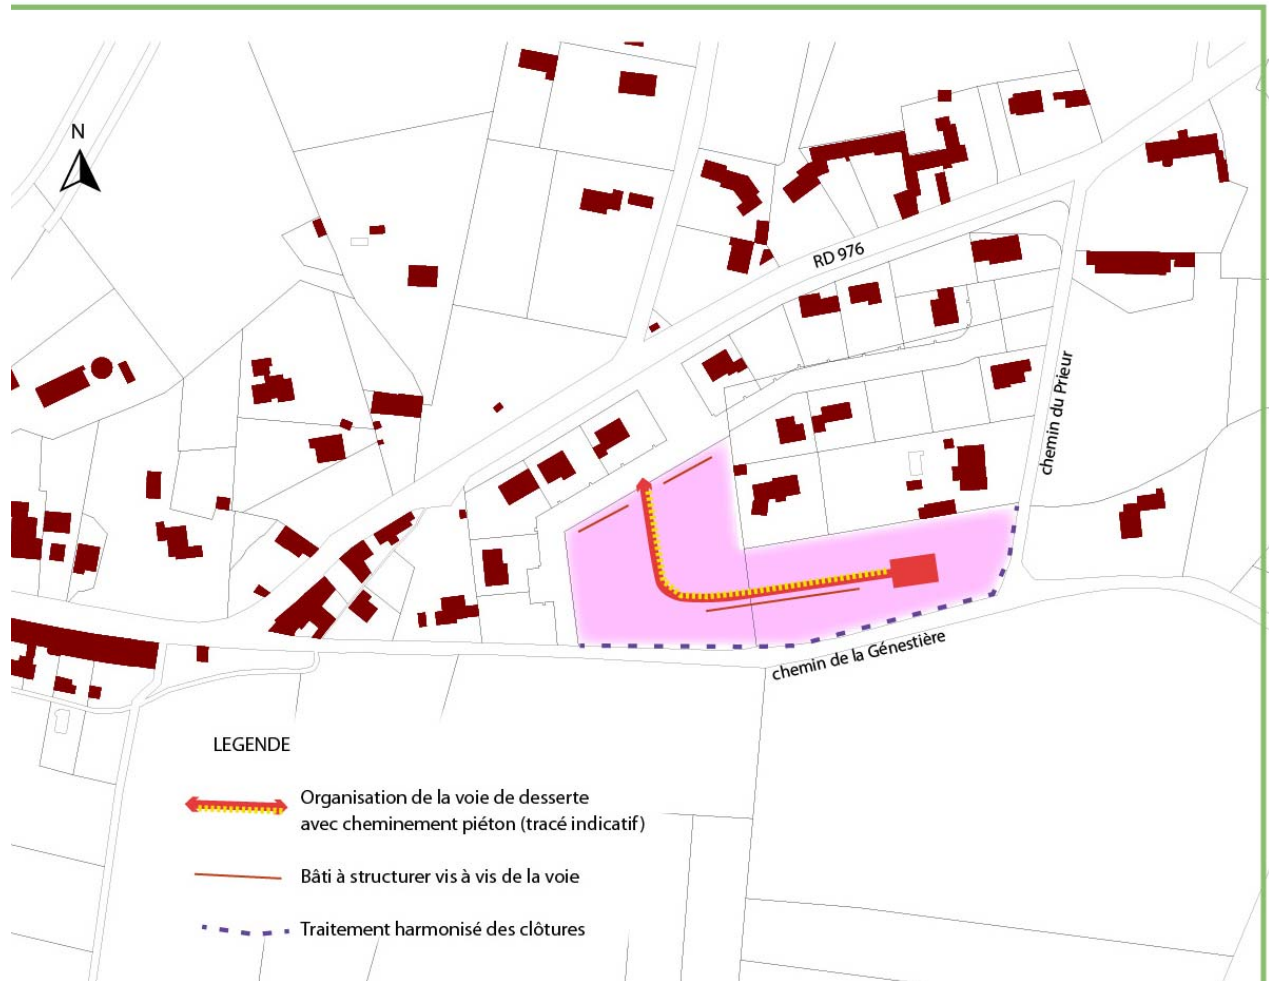 N
RD 976
chemin du Prieur
chemin de la Génestière
LEGENDE
Organisation de la voie de desserte
avec cheminement piéton (tracé indicatif)
Bâti à structurer vis à vis de la voie
Traitement harmonisé des clôtures